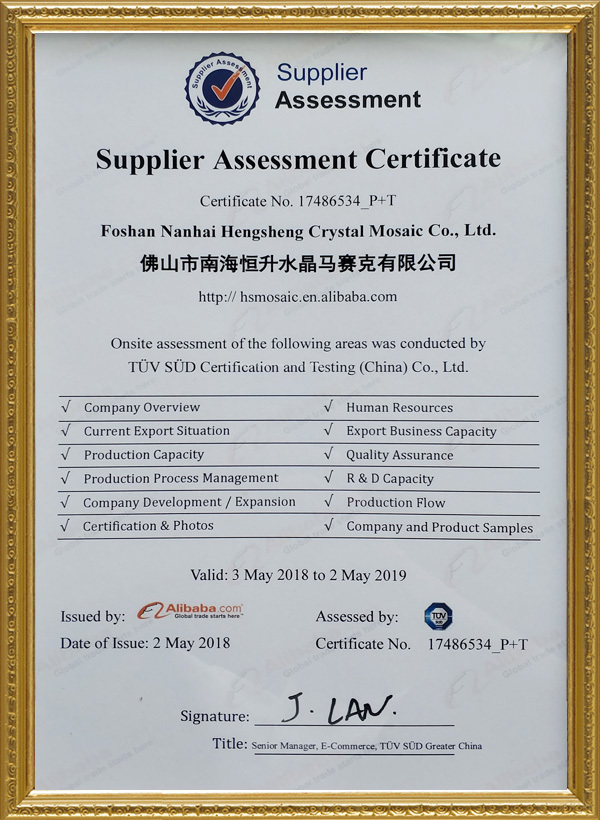 Supplier Assessment
Supplier
Assessment
Supplier Assessment Certificate
Certificate No. 17486534_P+T
Foshan Nanhai Hengsheng Crystal Mosaic Co., Ltd.
佛山市南海恒升水晶马赛克有限公司
http:// hsmosaic.en.alibaba.com
Onsite assessment of the following areas was conducted by
TÜV SÜD Certification and Testing (China) Co., Ltd.
√ Company Overview √ Human Resources
√ Current Export Situation √ Export Business Capacity
√ Production Capacity √ Quality Assurance
√ Production Process Management √ R & D Capacity
√ Company Development / Expansion √ Production Flow
√ Certification & Photos √ Company and Product Samples
Valid: 3 May 2018 to 2 May 2019
Issued by: Alibaba.com Assessed by: TÜV
Global trade starts here.™
Date of Issue: 2 May 2018 Certificate No. 17486534_P+T
Signature: J. LAN.
Title: Senior Manager, E-Commerce, TÜV SÜD Greater China